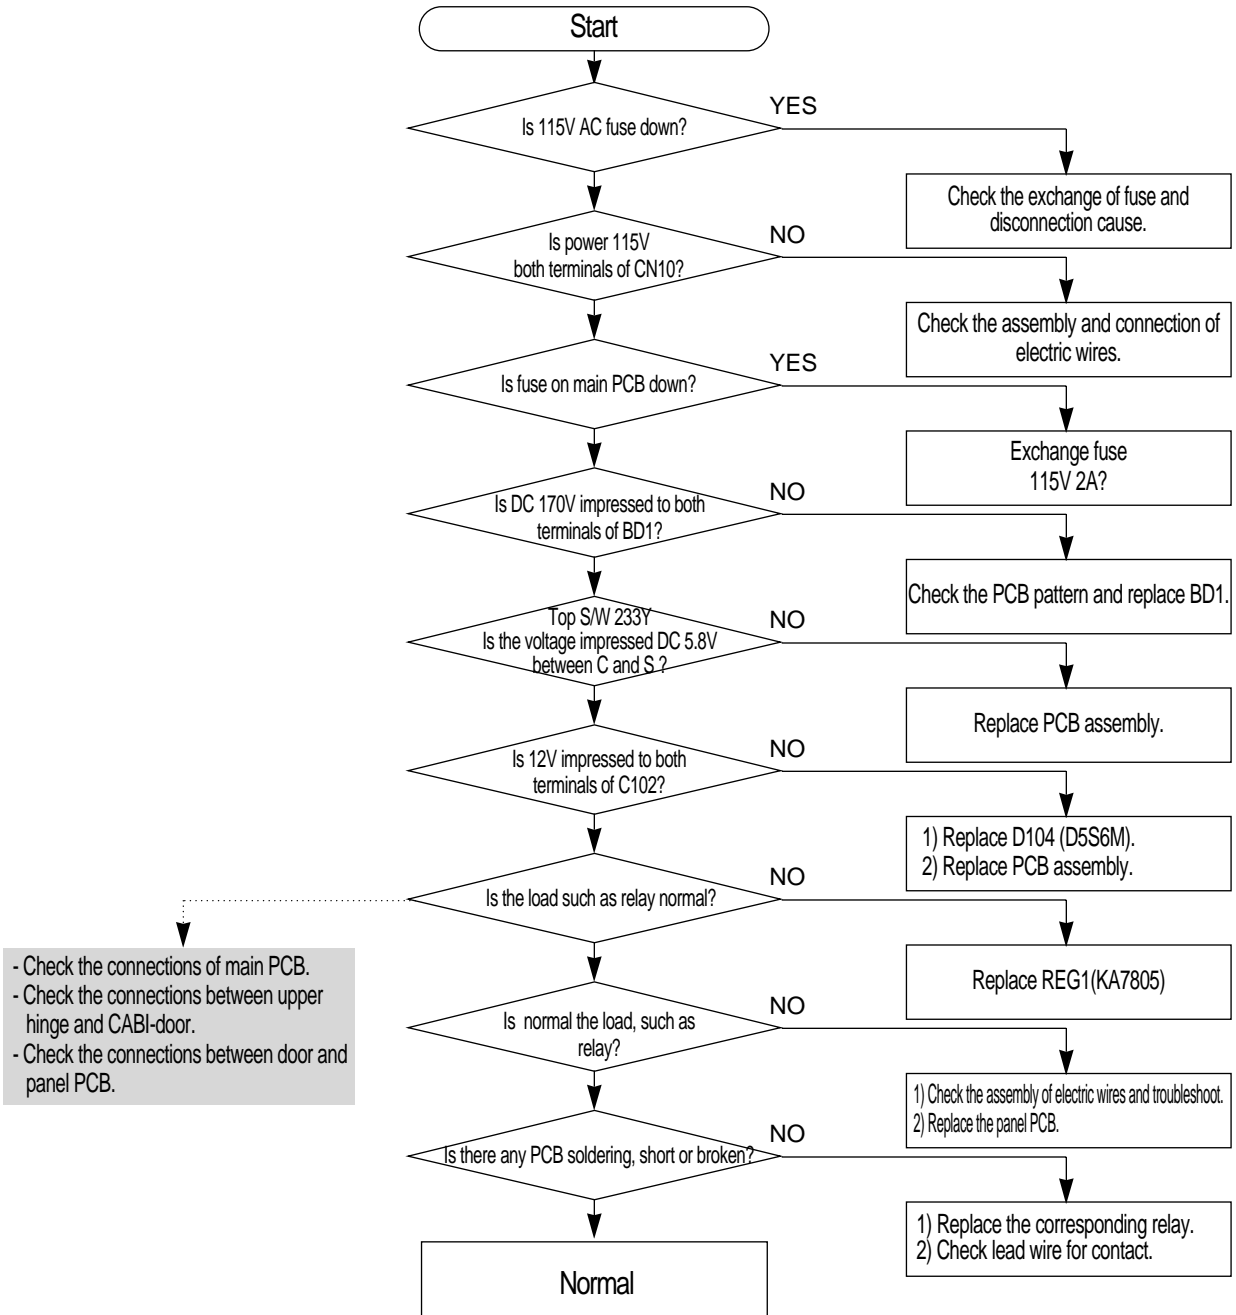 Start
YES
Is 115V AC fuse down?
Check the exchange of fuse and
disconnection cause.
NO
Is power 115V
both terminals of CN10?
Check the assembly and connection of
electric wires.
YES
Is fuse on main PCB down?
Exchange fuse
115V 2A?
NO
Is DC 170V impressed to both
terminals of BD1?
Check the PCB pattern and replace BD1.
NO
Top S/W 233Y
Is the voltage impressed DC 5.8V
between C and S ?
Replace PCB assembly.
NO
Is 12V impressed to both
terminals of C102?
1) Replace D104 (D5S6M).
2) Replace PCB assembly.
NO
Is the load such as relay normal?
- Check the connections of main PCB.
- Check the connections between upper
hinge and CABI-door.
- Check the connections between door and
panel PCB.
Replace REG1(KA7805)
NO
Is normal the load, such as
relay?
1) Check the assembly of electric wires and troubleshoot.
2) Replace the panel PCB.
NO
Is there any PCB soldering, short or broken?
1) Replace the corresponding relay.
2) Check lead wire for contact.
Normal